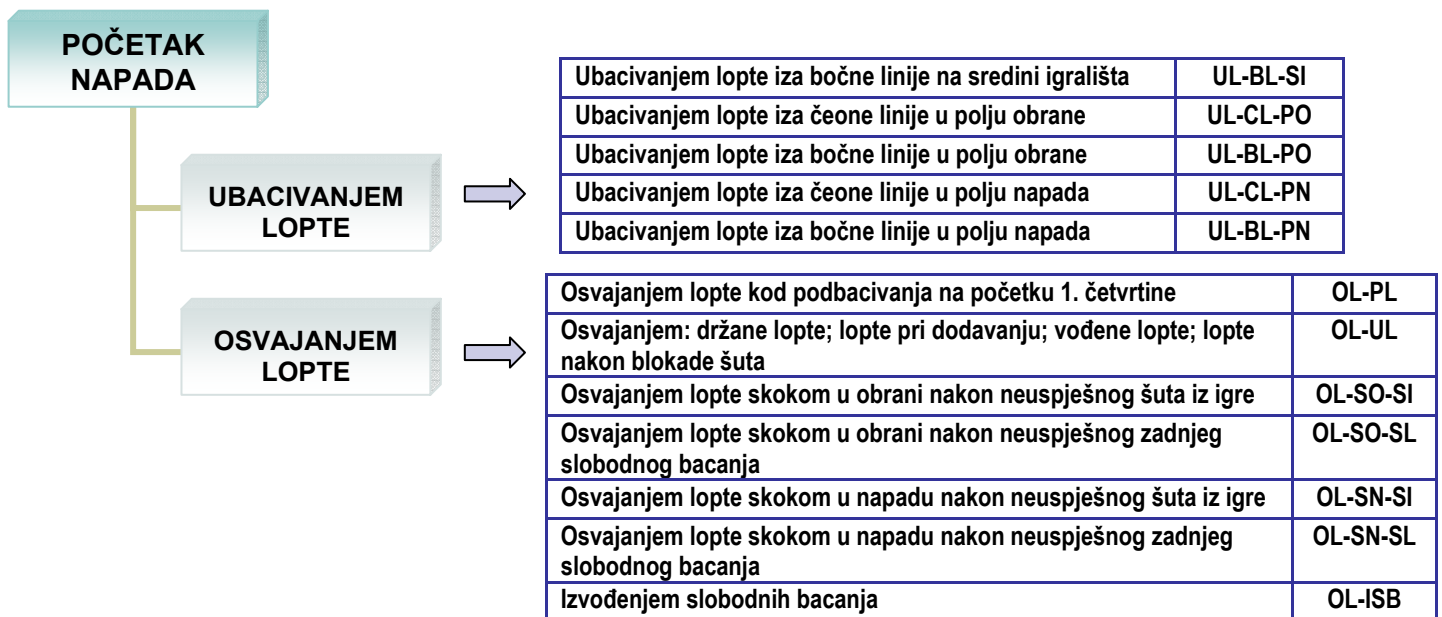 POČETAK
NAPADA
UBACIVANJEM
LOPTE
Ubacivanjem lopte iza bočne linije na sredini igrališta UL-BL-SI
Ubacivanjem lopte iza čeone linije u polju obrane UL-CL-PO
Ubacivanjem lopte iza bočne linije u polju obrane UL-BL-PO
Ubacivanjem lopte iza čeone linije u polju napada UL-CL-PN
Ubacivanjem lopte iza bočne linije u polju napada UL-BL-PN
OSVAJANJEM
LOPTE
Osvajanjem lopte kod podbacivanja na početku 1. četvrtine OL-PL
Osvajanjem: držane lopte; lopte pri dodavanju; vođene lopte; lopte OL-UL
nakon blokade šuta
Osvajanjem lopte skokom u obrani nakon neuspješnog šuta iz igre OL-SO-SI
Osvajanjem lopte skokom u obrani nakon neuspješnog zadnjeg OL-SO-SL
slobodnog bacanja
Osvajanjem lopte skokom u napadu nakon neuspješnog šuta iz igre OL-SN-SI
Osvajanjem lopte skokom u napadu nakon neuspješnog zadnjeg OL-SN-SL
slobodnog bacanja
Izvođenjem slobodnih bacanja OL-ISB